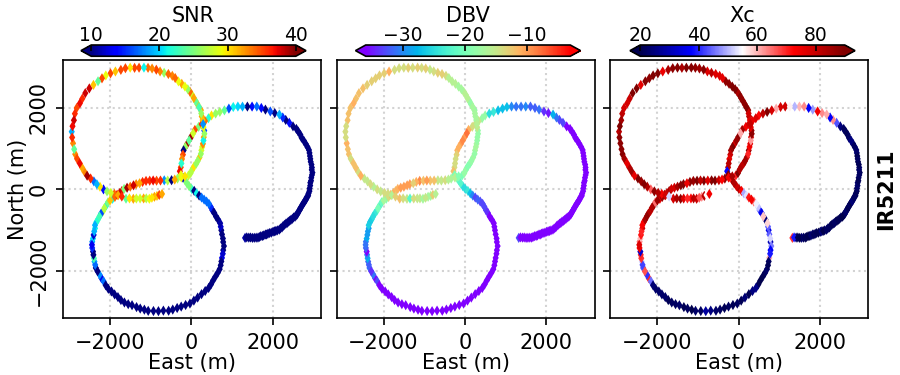 SNR DBV Xc
10 20 30 40 −30 −20 −10 20 40 60 80
2000
0
−2000
North (m)
IR5211
−2000 0 2000 −2000 0 2000 −2000 0 2000
East (m) East (m) East (m)